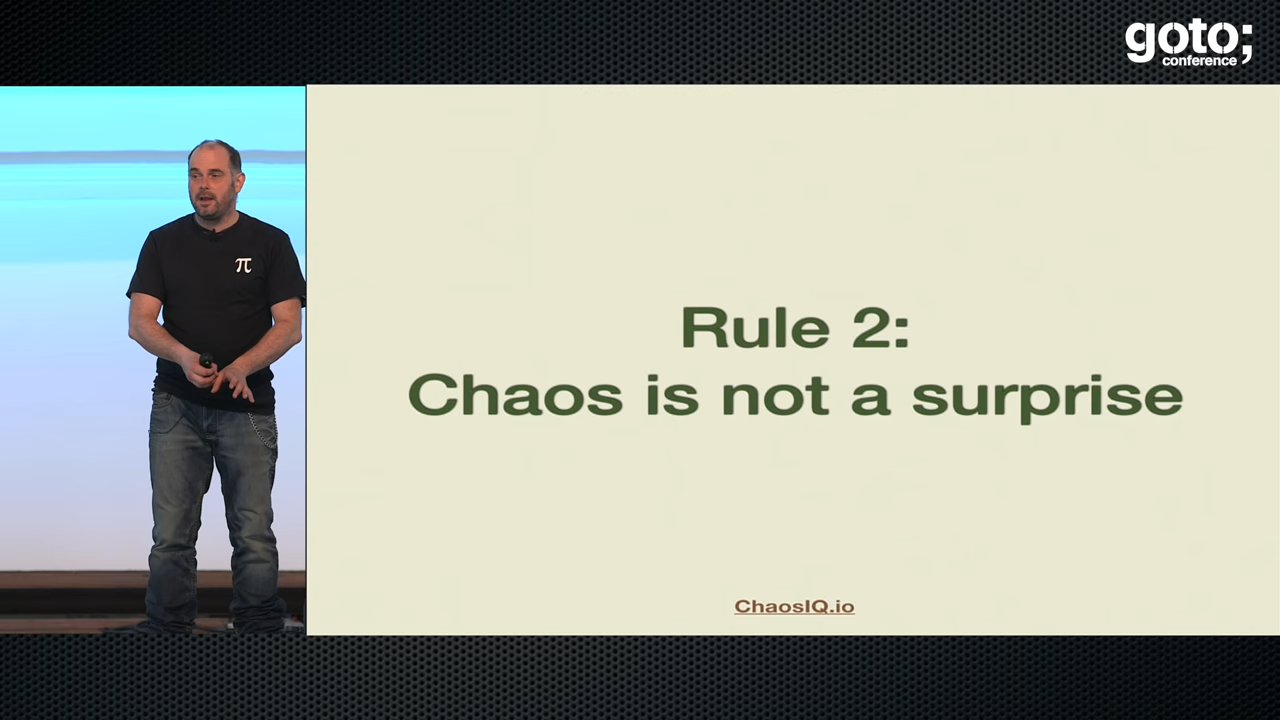 goto;
conference
π
Rule 2:
Chaos is not a surprise
ChaosIQ.io